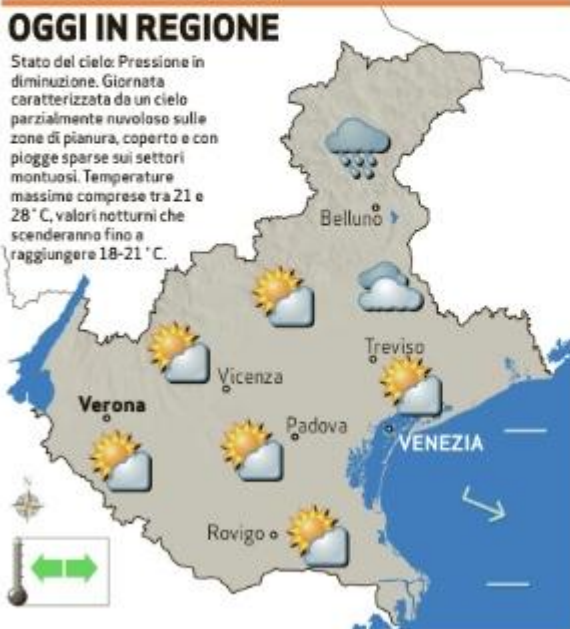 OGGI IN REGIONE
Stato del cielo: Pressione in
diminuzione. Giornata
caratterizzata da un cielo
parzialmente nuvoloso sulle
zone di pianura, coperto e con
piogge sparse sui settori
montuosi. Temperature
massime comprese tra 21 e
28°C, valori notturni che
scenderanno fino a
raggiungere 18-21°C.
Belluno
Treviso
Vicenza
Verona
Padova
VENEZIA
Rovigo